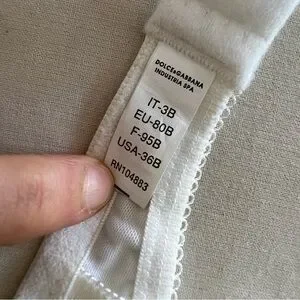 DOLCE&GABBANA
INDUSTRIA SPA
IT-3B
EU-80B
F-95B
USA-36B
RN104883